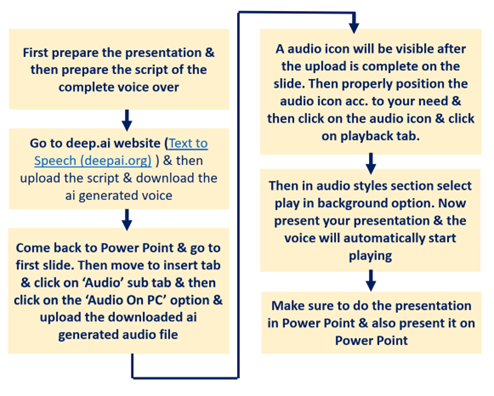 First prepare the presentation &
then prepare the script of the
complete voice over
Go to deep.ai website (Text to
Speech (deepai.org) ) & then
upload the script & download the
ai generated voice
Come back to Power Point & go to
first slide. Then move to insert tab
& click on ‘Audio’ sub tab & then
click on the ‘Audio On PC’ option &
upload the downloaded ai
generated audio file
A audio icon will be visible after
the upload is complete on the
slide. Then properly position the
audio icon acc. to your need &
then click on the audio icon & click
on playback tab.
Then in audio styles section select
play in background option. Now
present your presentation & the
voice will automatically start
playing
Make sure to do the presentation
in Power Point & also present it on
Power Point